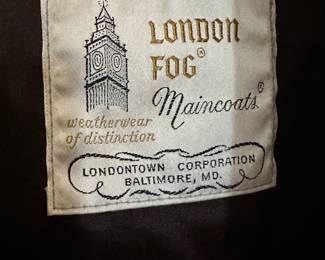 LONDON
FOG®
Maincoats®
weatherwear
of distinction
LONDONTOWN CORPORATION
BALTIMORE, MD.